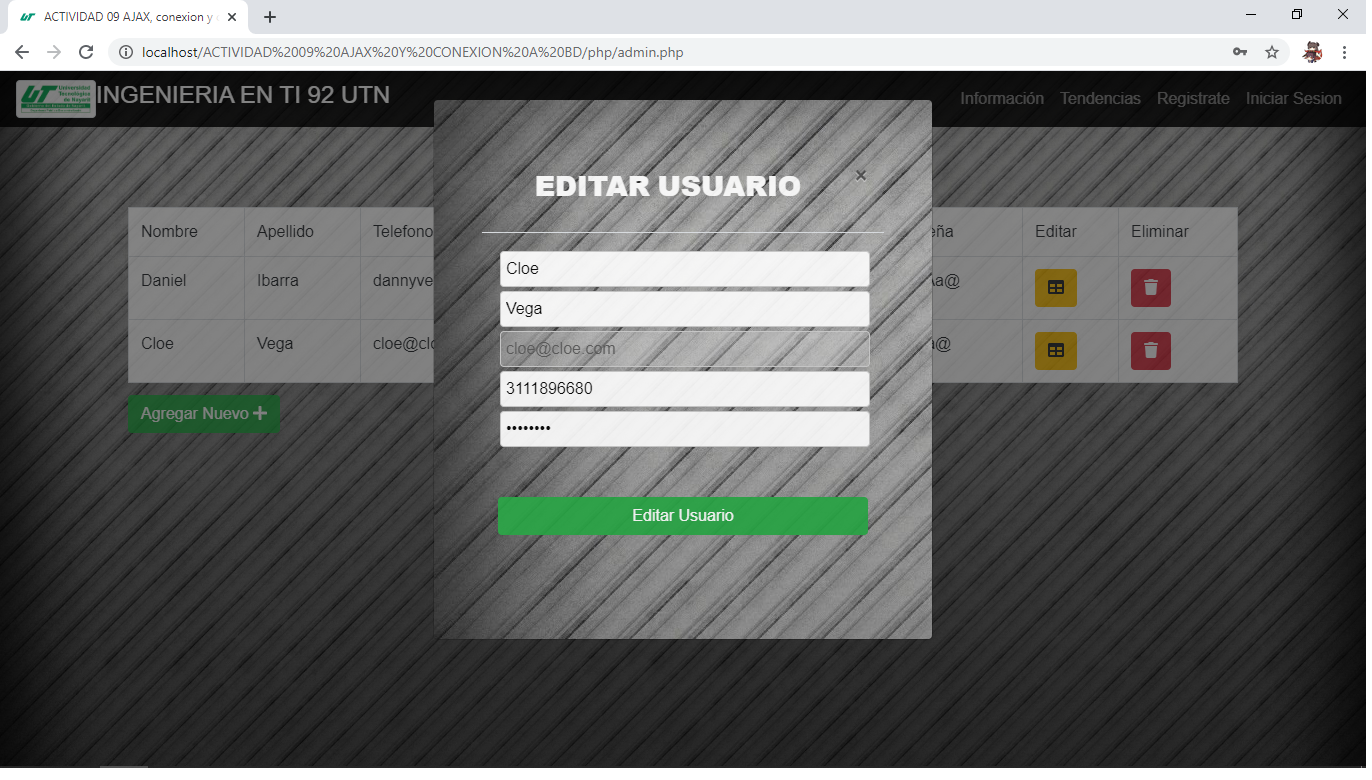 ACTIVIDAD 09 AJAX, conexion y
localhost/ACTIVIDAD%2009%20AJAX%20Y%20CONEXION%20A%20BD/php/admin.php
UT Universidad
Tecnológica
de Nayarit
INGENIERIA EN TI 92 UTN
Información Tendencias Registrate Iniciar Sesion
EDITAR USUARIO
×
Nombre Apellido Telefono eña Editar Eliminar
Daniel Ibarra dannyve Aa@
Cloe Vega cloe@clo a@
Agregar Nuevo +
Cloe
Vega
cloe@cloe.com
3111896680
••••••••
Editar Usuario